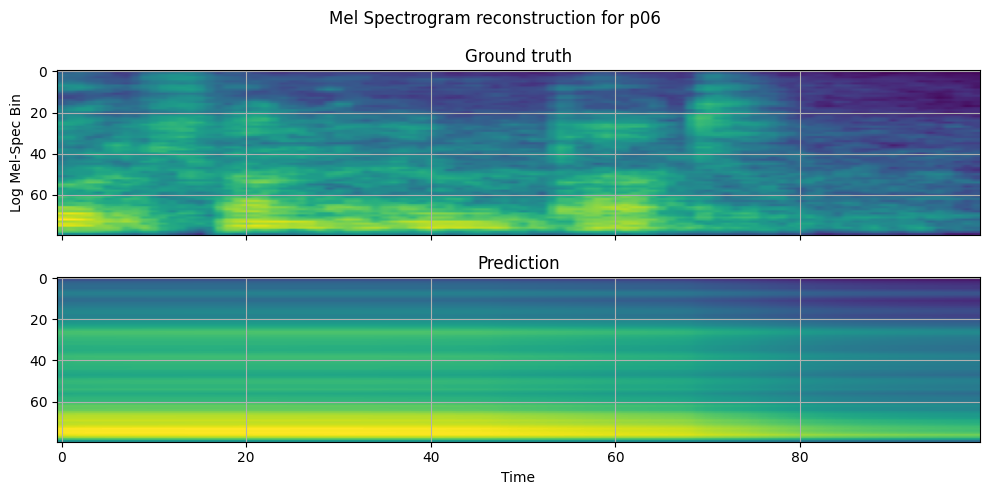 Mel Spectrogram reconstruction for p06
Ground truth
Log Mel-Spec Bin
0
20
40
60
Prediction
0
20
40
60
0 20 40 60 80
Time